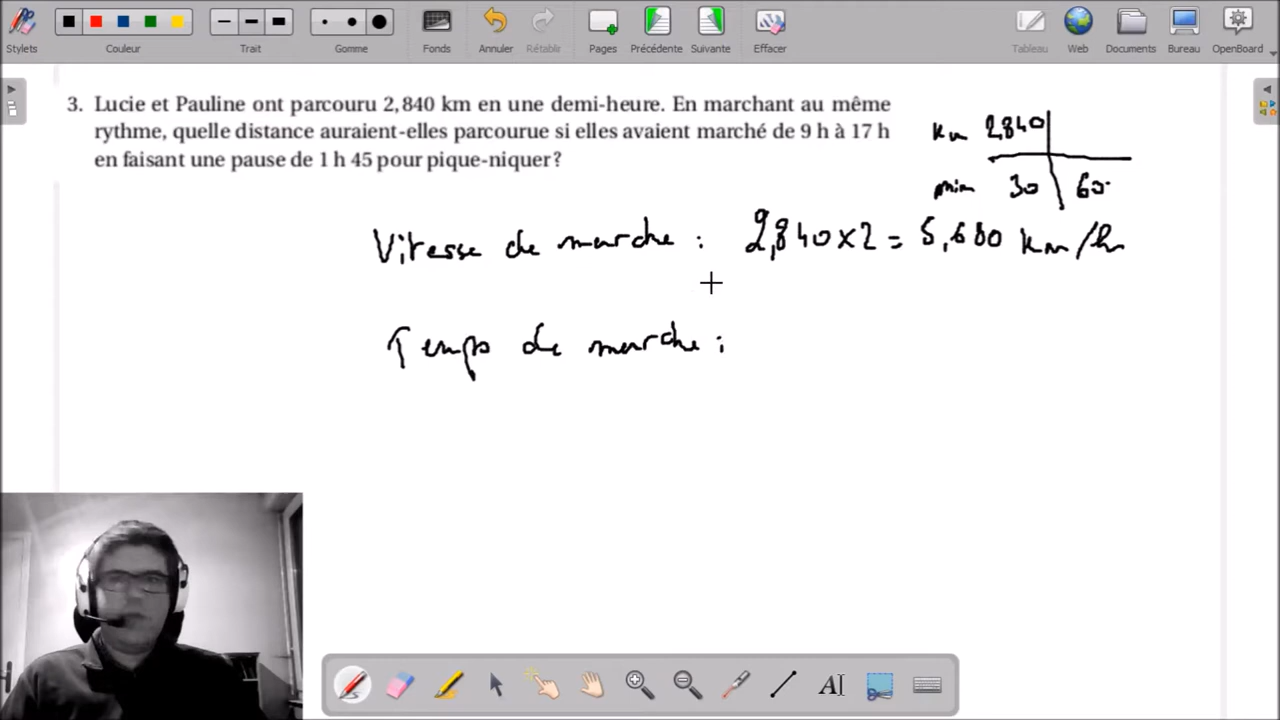 Stylets Couleur Trait Gomme Fonds Annuler Rétablir Pages Précédente Suivante Effacer Tableau Web Documents Bureau OpenBoard
3. Lucie et Pauline ont parcouru 2,840 km en une demi-heure. En marchant au même
rythme, quelle distance auraient-elles parcourue si elles avaient marché de 9 h à 17 h
en faisant une pause de 1 h 45 pour pique-niquer?
km 2,840
min 30 60
Vitesse de marche : 2,840 x 2 = 5,680 km/h
Temps de marche :
AI